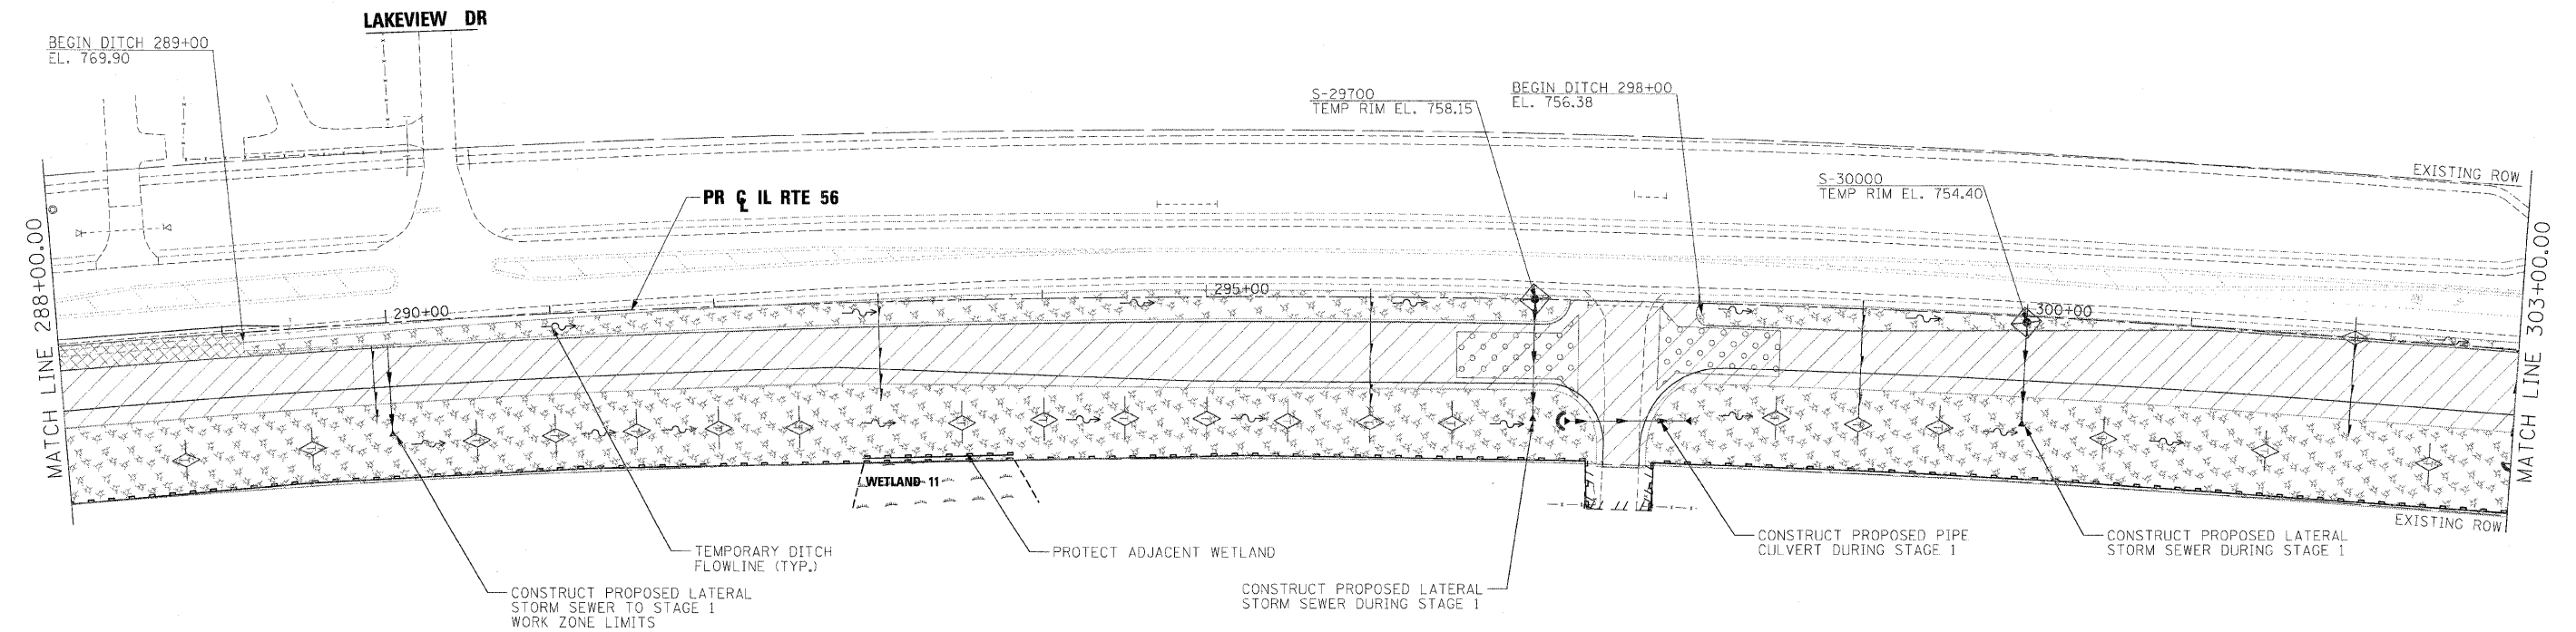 LAKEVIEW DR
BEGIN DITCH 289+00
EL. 769.90
S-29700
TEMP RIM EL. 758.15
BEGIN DITCH 298+00
EL. 756.38
S-30000
TEMP RIM EL. 754.40
EXISTING ROW
PR CL IL RTE 56
MATCH LINE 288+00.00
MATCH LINE 303+00.00
290+00
295+00
300+00
WETLAND 11
EXISTING ROW
TEMPORARY DITCH
FLOWLINE (TYP.)
PROTECT ADJACENT WETLAND
CONSTRUCT PROPOSED PIPE
CULVERT DURING STAGE 1
CONSTRUCT PROPOSED LATERAL
STORM SEWER DURING STAGE 1
CONSTRUCT PROPOSED LATERAL
STORM SEWER TO STAGE 1
WORK ZONE LIMITS
CONSTRUCT PROPOSED LATERAL
STORM SEWER DURING STAGE 1